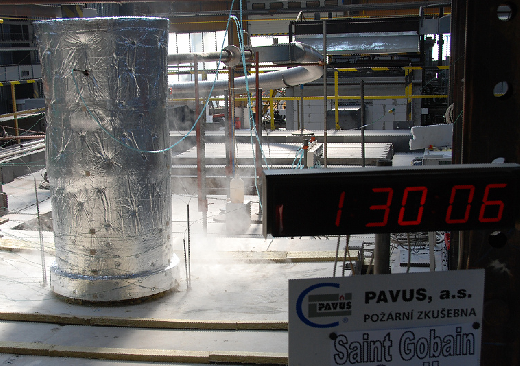 1 30 06
PAVUS
PAVUS, a.s.
POŽÁRNÍ ZKUŠEBNA
Saint Gobain